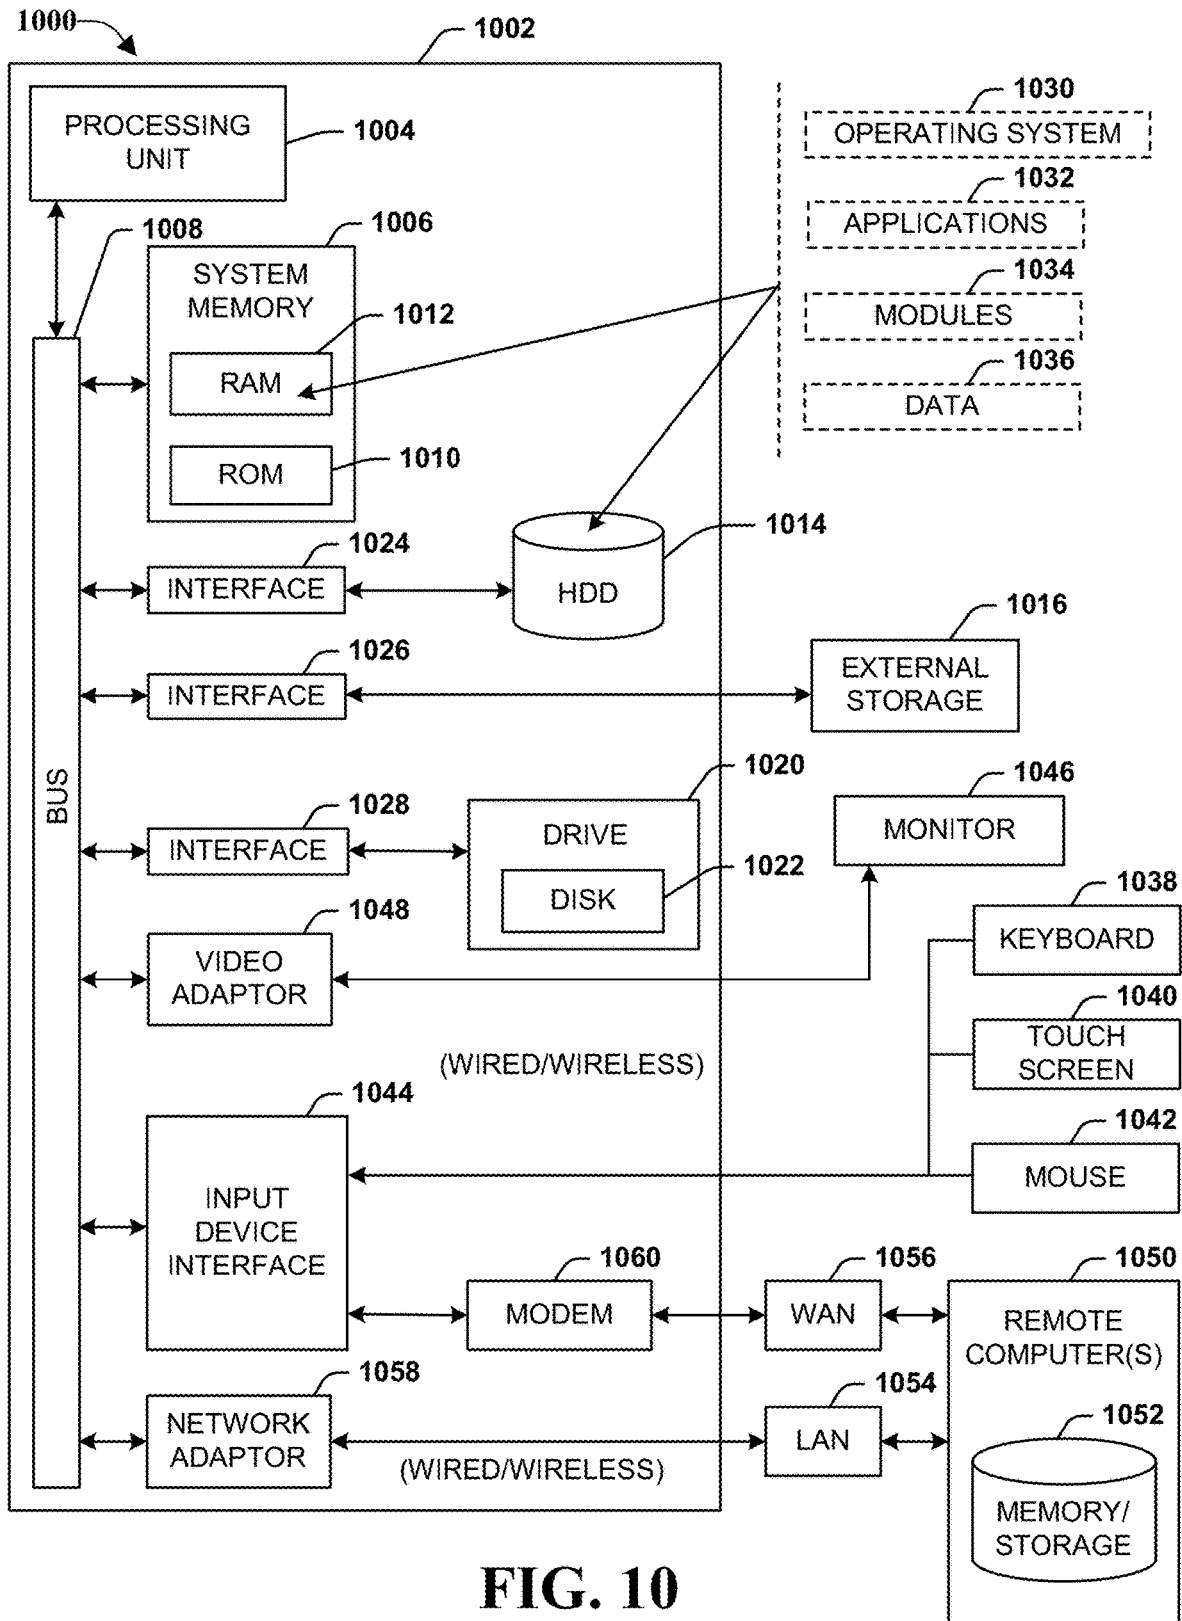 1000
1002
PROCESSING
UNIT
1004
1030
OPERATING SYSTEM
1032
APPLICATIONS
1034
MODULES
1036
DATA
1008
1006
SYSTEM
MEMORY
1012
RAM
1010
ROM
1024
INTERFACE
1014
HDD
1026
INTERFACE
1016
EXTERNAL
STORAGE
BUS
1028
INTERFACE
1020
DRIVE
1022
DISK
1046
MONITOR
1048
VIDEO
ADAPTOR
1038
KEYBOARD
1040
TOUCH
SCREEN
1042
MOUSE
(WIRED/WIRELESS)
1044
INPUT
DEVICE
INTERFACE
1060
MODEM
1056
WAN
1050
REMOTE
COMPUTER(S)
1058
NETWORK
ADAPTOR
(WIRED/WIRELESS)
1054
LAN
1052
MEMORY/
STORAGE
FIG. 10